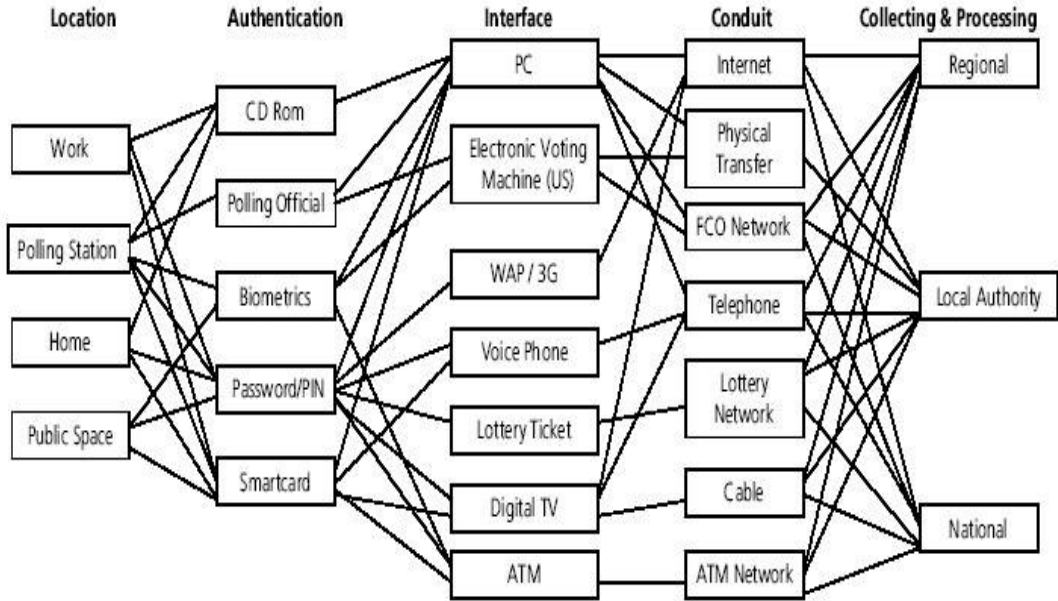 Location
Authentication
Interface
Conduit
Collecting & Processing
Work
Polling Station
Home
Public Space
CD Rom
Polling Official
Biometrics
Password/PIN
Smartcard
PC
Electronic Voting
Machine (US)
WAP / 3G
Voice Phone
Lottery Ticket
Digital TV
ATM
Internet
Physical
Transfer
FCO Network
Telephone
Lottery
Network
Cable
ATM Network
Regional
Local Authority
National